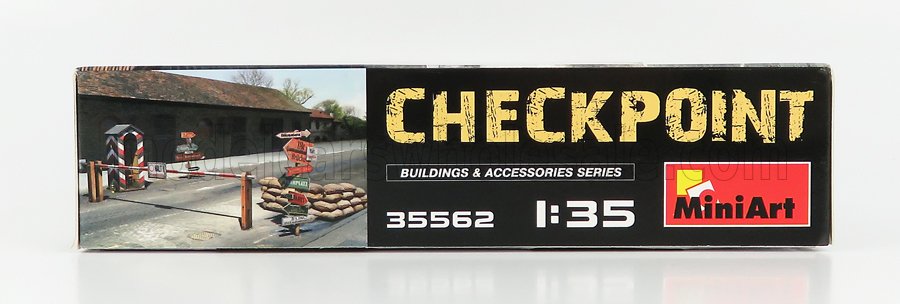 CHECKPOINT
BUILDINGS & ACCESSORIES SERIES
35562
1:35
MiniArt